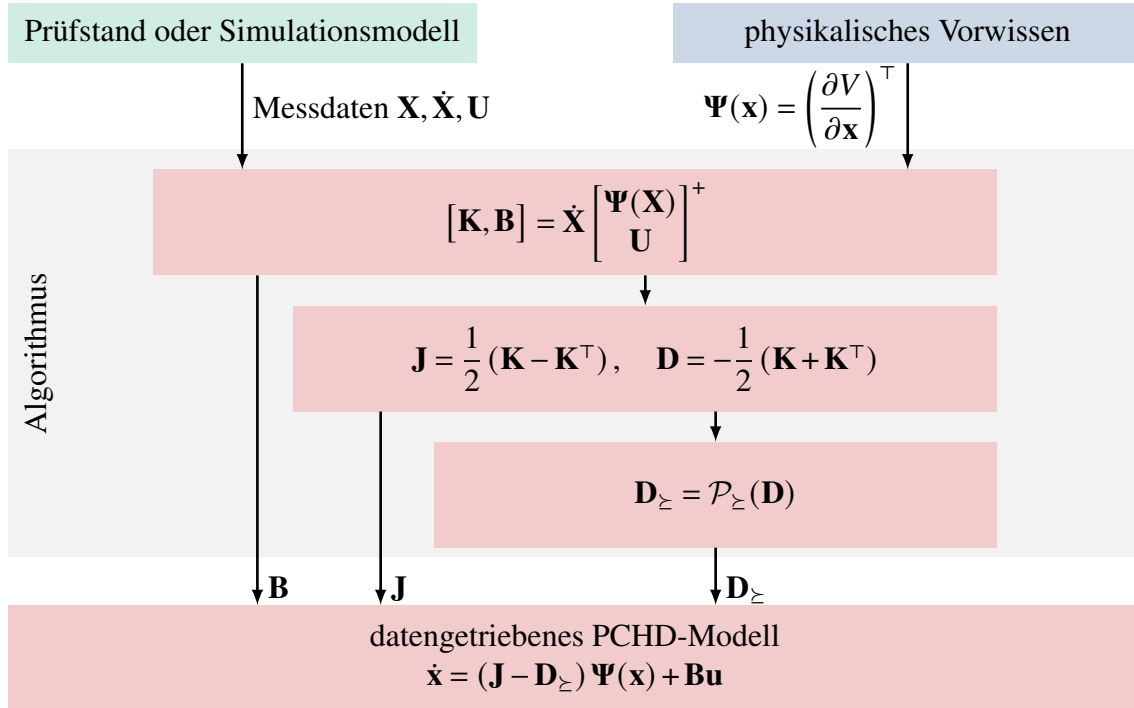 Prüfstand oder Simulationsmodell
physikalisches Vorwissen
Messdaten 𝐗, 𝐗̇, 𝐔
𝚿(𝐱) = (∂V/∂𝐱)^⊤
Algorithmus
[𝐊, 𝐁] = 𝐗̇ [𝚿(𝐗) 𝐔]^+
𝐉 = 1/2 (𝐊 − 𝐊^⊤), 𝐃 = −1/2 (𝐊 + 𝐊^⊤)
𝐃_⪰ = 𝒫_⪰(𝐃)
𝐁 𝐉 𝐃_⪰
datengetriebenes PCHD-Modell
𝐱̇ = (𝐉 − 𝐃_⪰) 𝚿(𝐱) + 𝐁𝐮